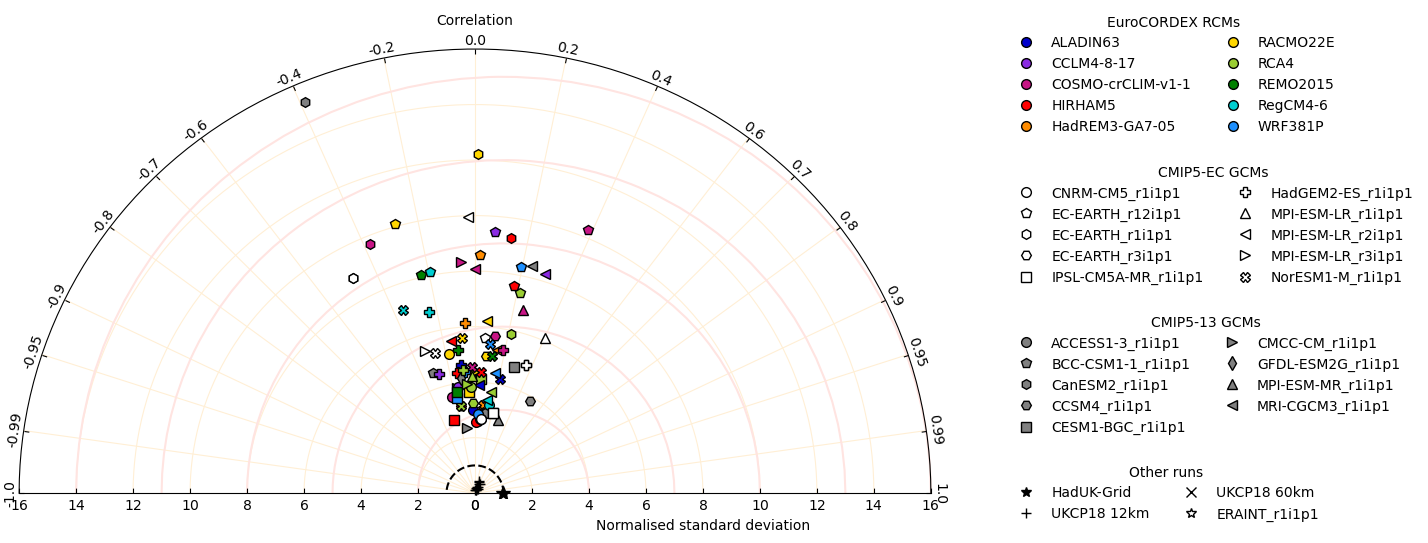 Correlation
-1.0 -0.99 -0.95 -0.9 -0.8 -0.7 -0.6 -0.4 -0.2 0.0 0.2 0.4 0.6 0.7 0.8 0.9 0.95 0.99 1.0
16 14 12 10 8 6 4 2 0 2 4 6 8 10 12 14 16
Normalised standard deviation
EuroCORDEX RCMs
ALADIN63 RACMO22E
CCLM4-8-17 RCA4
COSMO-crCLIM-v1-1 REMO2015
HIRHAM5 RegCM4-6
HadREM3-GA7-05 WRF381P
CMIP5-EC GCMs
CNRM-CM5_r1i1p1 HadGEM2-ES_r1i1p1
EC-EARTH_r12i1p1 MPI-ESM-LR_r1i1p1
EC-EARTH_r1i1p1 MPI-ESM-LR_r2i1p1
EC-EARTH_r3i1p1 MPI-ESM-LR_r3i1p1
IPSL-CM5A-MR_r1i1p1 NorESM1-M_r1i1p1
CMIP5-13 GCMs
ACCESS1-3_r1i1p1 CMCC-CM_r1i1p1
BCC-CSM1-1_r1i1p1 GFDL-ESM2G_r1i1p1
CanESM2_r1i1p1 MPI-ESM-MR_r1i1p1
CCSM4_r1i1p1 MRI-CGCM3_r1i1p1
CESM1-BGC_r1i1p1
Other runs
HadUK-Grid UKCP18 60km
UKCP18 12km ERAINT_r1i1p1